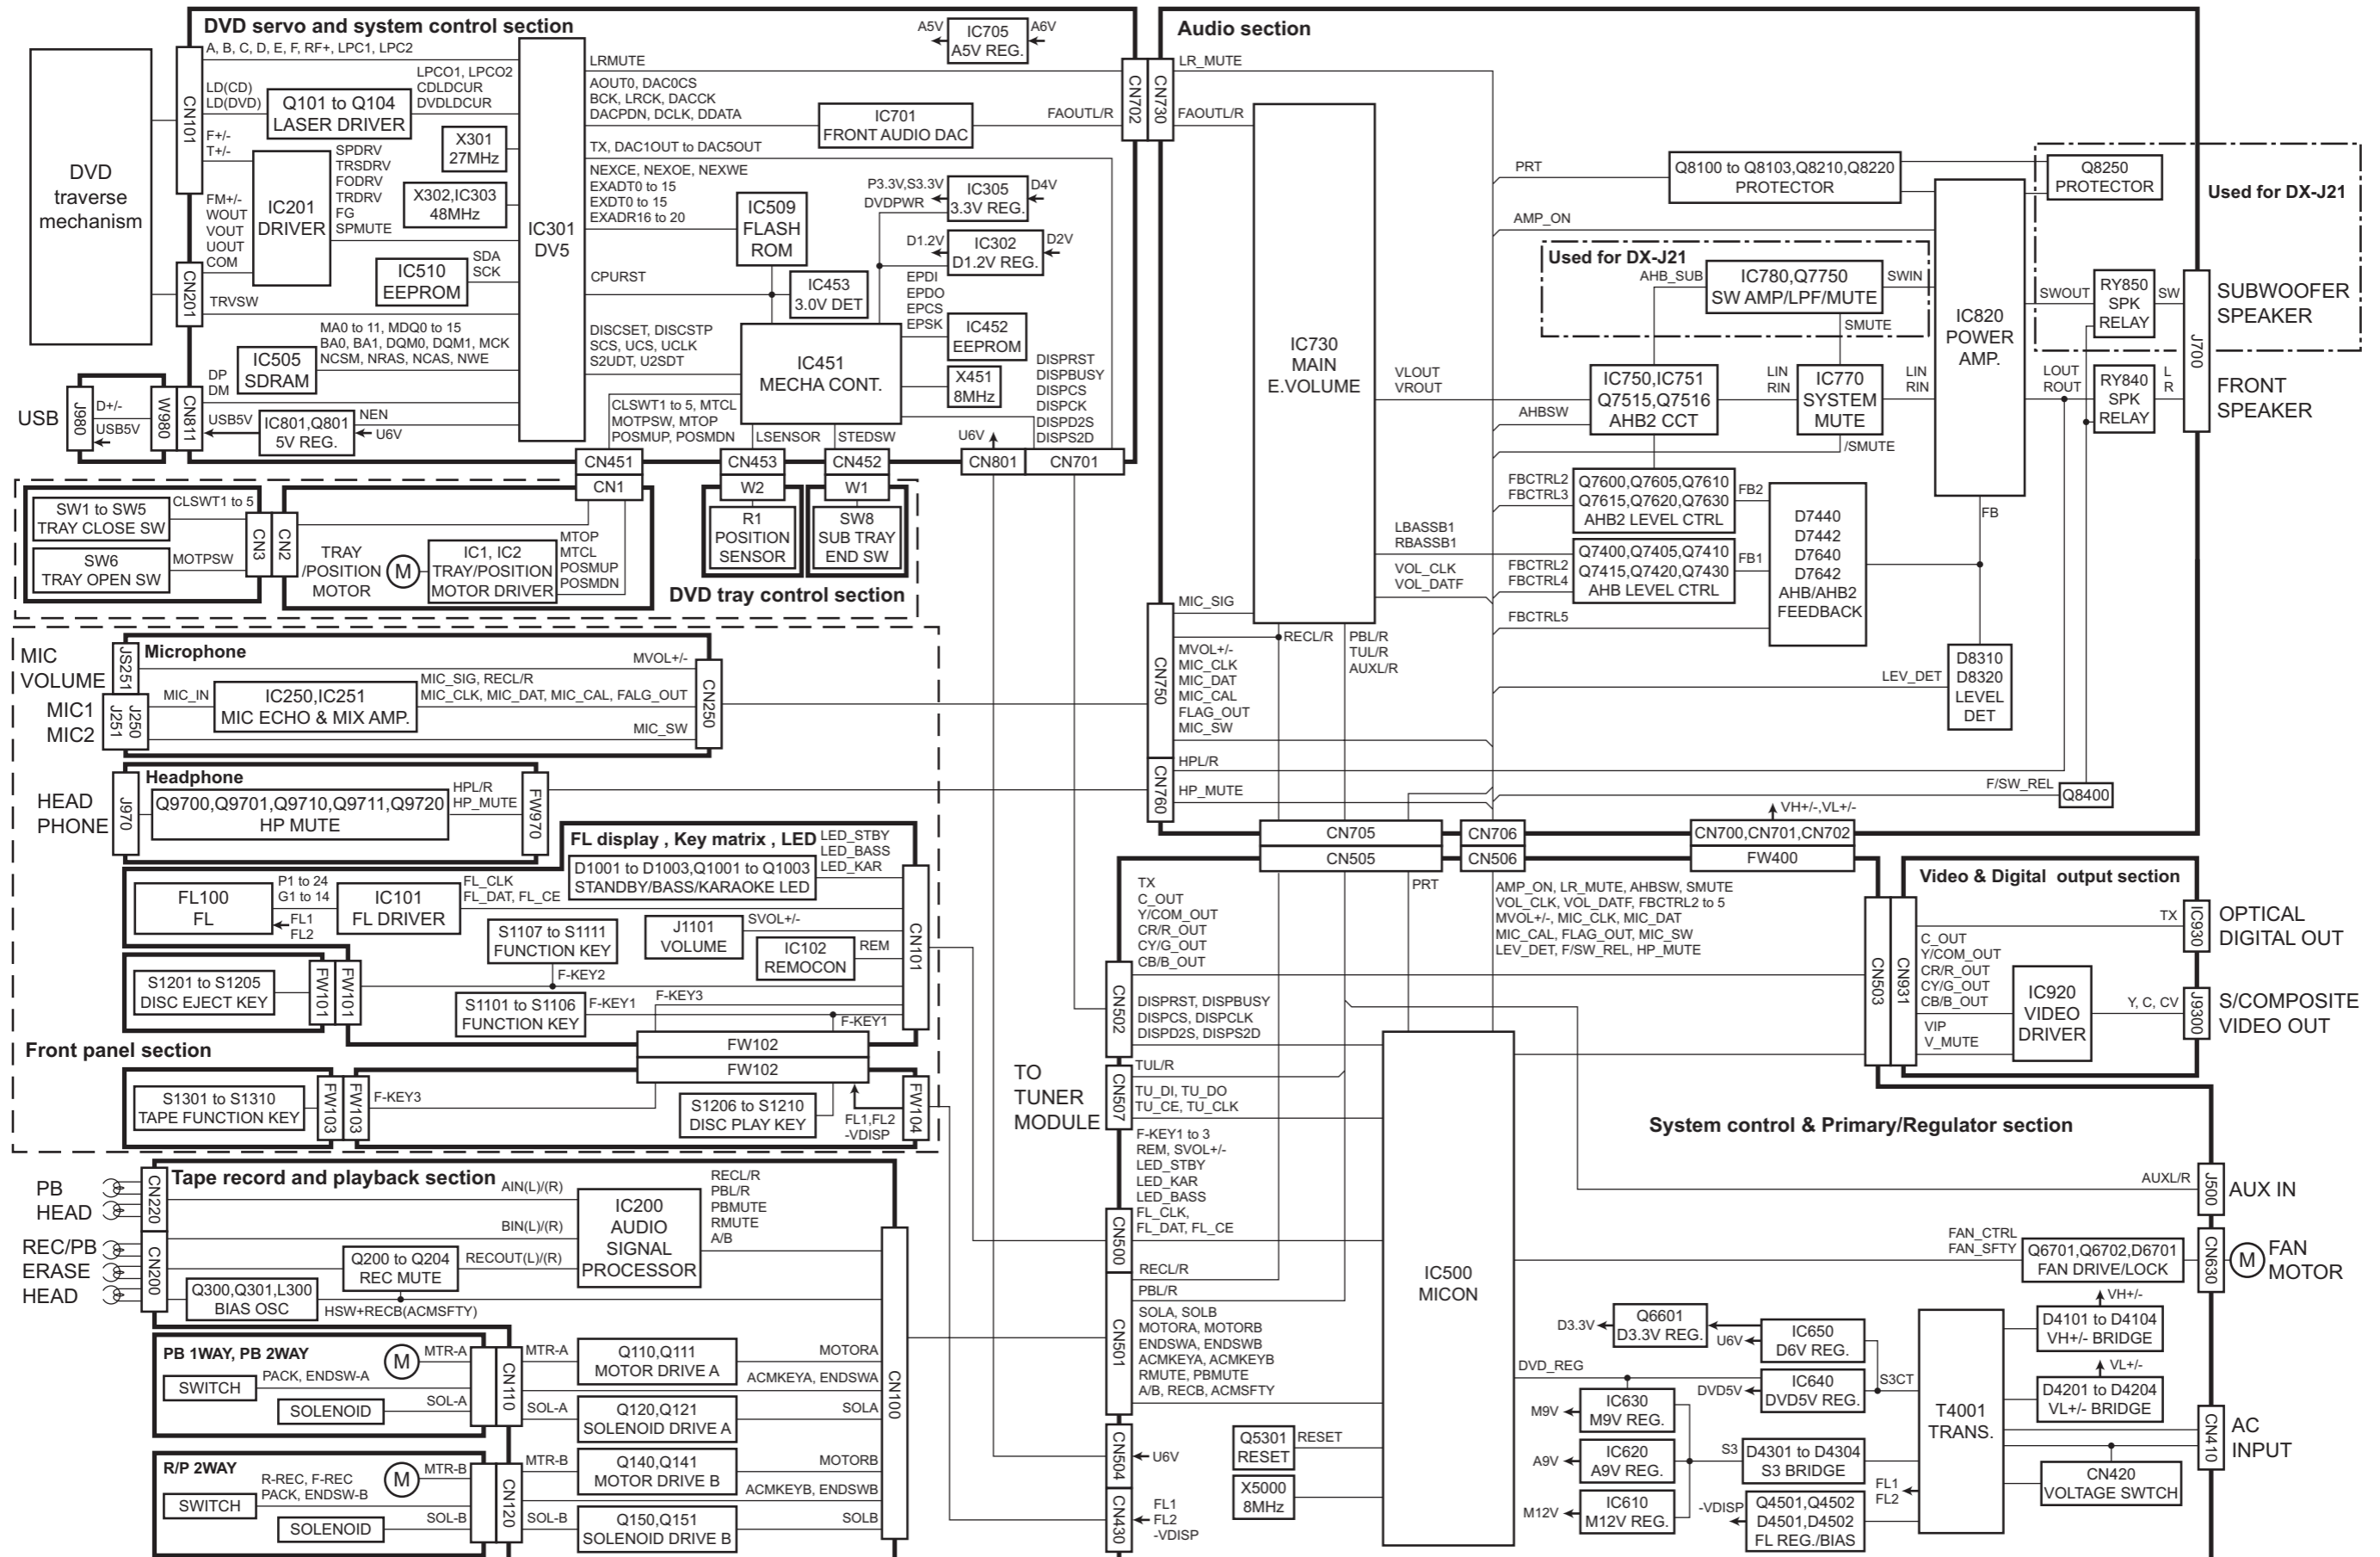 DVD servo and system control section
A, B, C, D, E, F, RF+, LPC1, LPC2
DVD
traverse
mechanism
CN101
LD(CD)
LD(DVD)
Q101 to Q104
LASER DRIVER
LPCO1, LPCO2
CDLDCUR
DVDLDCUR
F+/-
T+/-
X301
27MHz
FM+/-
WOUT
VOUT
UOUT
COM
IC201
DRIVER
SPDRV
TRSDRV
FODRV
TRDRV
FG
SPMUTE
X302,IC303
48MHz
IC510
EEPROM
SDA
SCK
CN201
TRVSW
MA0 to 11, MDQ0 to 15
BA0, BA1, DQM0, DQM1, MCK
NCSM, NRAS, NCAS, NWE
IC505
SDRAM
DP
DM
USB
J980
D+/-
USB5V
W980
CN811
USB5V
IC801,Q801
5V REG.
NEN
U6V
IC301
DV5
LRMUTE
AOUT0, DAC0CS
BCK, LRCK, DACCK
DACPDN, DCLK, DDATA
IC701
FRONT AUDIO DAC
FAOUTL/R
A5V
IC705
A5V REG.
A6V
TX, DAC1OUT to DAC5OUT
NEXCE, NEXOE, NEXWE
EXADT0 to 15
EXDT0 to 15
EXADR16 to 20
IC509
FLASH
ROM
P3.3V,S3.3V
DVDPWR
IC305
3.3V REG.
D4V
D1.2V
IC302
D1.2V REG.
D2V
CPURST
IC453
3.0V DET
EPDI
EPDO
EPCS
EPSK
IC452
EEPROM
DISCSET, DISCSTP
SCS, UCS, UCLK
S2UDT, U2SDT
IC451
MECHA CONT.
X451
8MHz
DISPRST
DISPBUSY
DISPCS
DISPCK
DISPD2S
DISPS2D
CLSWT1 to 5, MTCL
MOTPSW, MTOP
POSMUP, POSMDN
LSENSOR
STEDSW
U6V
CN451
CN453
CN452
CN801
CN701
CN702
CN730
CN1
W2
W1
SW1 to SW5
TRAY CLOSE SW
CLSWT1 to 5
SW6
TRAY OPEN SW
MOTPSW
CN3
CN2
TRAY
/POSITION
MOTOR
M
IC1, IC2
TRAY/POSITION
MOTOR DRIVER
MTOP
MTCL
POSMUP
POSMDN
R1
POSITION
SENSOR
SW8
SUB TRAY
END SW
DVD tray control section
Audio section
LR_MUTE
FAOUTL/R
IC730
MAIN
E.VOLUME
PRT
Q8100 to Q8103,Q8210,Q8220
PROTECTOR
Q8250
PROTECTOR
Used for DX-J21
AMP_ON
Used for DX-J21
AHB_SUB
IC780,Q7750
SW AMP/LPF/MUTE
SWIN
SMUTE
IC820
POWER
AMP.
SWOUT
RY850
SPK
RELAY
SW
SUBWOOFER
SPEAKER
J700
VLOUT
VROUT
AHBSW
IC750,IC751
Q7515,Q7516
AHB2 CCT
LIN
RIN
IC770
SYSTEM
MUTE
LIN
RIN
/SMUTE
LOUT
ROUT
RY840
SPK
RELAY
L
R
FRONT
SPEAKER
FBCTRL2
FBCTRL3
Q7600,Q7605,Q7610
Q7615,Q7620,Q7630
AHB2 LEVEL CTRL
FB2
D7440
D7442
D7640
D7642
AHB/AHB2
FEEDBACK
FB
LBASSB1
RBASSB1
VOL_CLK
VOL_DATF
FBCTRL2
FBCTRL4
Q7400,Q7405,Q7410
Q7415,Q7420,Q7430
AHB LEVEL CTRL
FB1
FBCTRL5
MIC_SIG
RECL/R
PBL/R
TUL/R
AUXL/R
CN750
MVOL+/-
MIC_CLK
MIC_DAT
MIC_CAL
FLAG_OUT
MIC_SW
LEV_DET
D8310
D8320
LEVEL
DET
CN760
HPL/R
HP_MUTE
F/SW_REL
Q8400
VH+/-,VL+/-
CN705
CN706
CN700,CN701,CN702
CN505
CN506
FW400
MIC
VOLUME
JS251
Microphone
MVOL+/-
MIC1
MIC2
J250
J251
MIC_IN
IC250,IC251
MIC ECHO & MIX AMP.
MIC_SIG, RECL/R
MIC_CLK, MIC_DAT, MIC_CAL, FALG_OUT
MIC_SW
CN250
HEAD
PHONE
J970
Headphone
Q9700,Q9701,Q9710,Q9711,Q9720
HP MUTE
HPL/R
HP_MUTE
FW970
FL display , Key matrix , LED
LED_STBY
LED_BASS
LED_KAR
D1001 to D1003,Q1001 to Q1003
STANDBY/BASS/KARAOKE LED
FL100
FL
P1 to 24
G1 to 14
FL1
FL2
IC101
FL DRIVER
FL_CLK
FL_DAT, FL_CE
S1107 to S1111
FUNCTION KEY
J1101
VOLUME
SVOL+/-
IC102
REMOCON
REM
CN101
S1201 to S1205
DISC EJECT KEY
FW101
FW101
F-KEY2
S1101 to S1106
FUNCTION KEY
F-KEY1
F-KEY3
F-KEY1
Front panel section
FW102
FW102
S1301 to S1310
TAPE FUNCTION KEY
FW103
FW103
F-KEY3
S1206 to S1210
DISC PLAY KEY
FL1,FL2
-VDISP
FW104
Tape record and playback section
PB
HEAD
CN220
AIN(L)/(R)
BIN(L)/(R)
REC/PB
ERASE
HEAD
CN200
Q200 to Q204
REC MUTE
RECOUT(L)/(R)
Q300,Q301,L300
BIAS OSC
HSW+RECB(ACMSFTY)
IC200
AUDIO
SIGNAL
PROCESSOR
RECL/R
PBL/R
PBMUTE
RMUTE
A/B
CN100
PB 1WAY, PB 2WAY
M
MTR-A
SWITCH
PACK, ENDSW-A
SOLENOID
SOL-A
CN110
MTR-A
Q110,Q111
MOTOR DRIVE A
MOTORA
ACMKEYA, ENDSWA
SOL-A
Q120,Q121
SOLENOID DRIVE A
SOLA
R/P 2WAY
M
MTR-B
R-REC, F-REC
PACK, ENDSW-B
SWITCH
SOLENOID
SOL-B
CN120
MTR-B
Q140,Q141
MOTOR DRIVE B
MOTORB
ACMKEYB, ENDSWB
SOL-B
Q150,Q151
SOLENOID DRIVE B
SOLB
TX
C_OUT
Y/COM_OUT
CR/R_OUT
CY/G_OUT
CB/B_OUT
PRT
AMP_ON, LR_MUTE, AHBSW, SMUTE
VOL_CLK, VOL_DATF, FBCTRL2 to 5
MVOL+/-, MIC_CLK, MIC_DAT
MIC_CAL, FLAG_OUT, MIC_SW
LEV_DET, F/SW_REL, HP_MUTE
CN502
DISPRST, DISPBUSY
DISPCS, DISPCLK
DISPD2S, DISPS2D
TO
TUNER
MODULE
CN507
TUL/R
TU_DI, TU_DO
TU_CE, TU_CLK
F-KEY1 to 3
REM, SVOL+/-
LED_STBY
LED_KAR
LED_BASS
FL_CLK,
FL_DAT, FL_CE
CN500
RECL/R
PBL/R
CN501
SOLA, SOLB
MOTORA, MOTORB
ENDSWA, ENDSWB
ACMKEYA, ACMKEYB
RMUTE, PBMUTE
A/B, RECB, ACMSFTY
CN504
U6V
CN430
FL1
FL2
-VDISP
Q5301
RESET
RESET
X5000
8MHz
IC500
MICON
CN503
CN931
Video & Digital output section
TX
IC930
OPTICAL
DIGITAL OUT
C_OUT
Y/COM_OUT
CR/R_OUT
CY/G_OUT
CB/B_OUT
VIP
V_MUTE
IC920
VIDEO
DRIVER
Y, C, CV
J9300
S/COMPOSITE
VIDEO OUT
System control & Primary/Regulator section
AUXL/R
J500
AUX IN
FAN_CTRL
FAN_SFTY
Q6701,Q6702,D6701
FAN DRIVE/LOCK
CN630
M
FAN
MOTOR
D3.3V
Q6601
D3.3V REG.
U6V
IC650
D6V REG.
DVD_REG
DVD5V
IC640
DVD5V REG.
S3CT
M9V
IC630
M9V REG.
A9V
IC620
A9V REG.
M12V
IC610
M12V REG.
S3
D4301 to D4304
S3 BRIDGE
FL1
FL2
-VDISP
Q4501,Q4502
D4501,D4502
FL REG./BIAS
T4001
TRANS.
VH+/-
D4101 to D4104
VH+/- BRIDGE
VL+/-
D4201 to D4204
VL+/- BRIDGE
CN410
AC
INPUT
CN420
VOLTAGE SWTCH